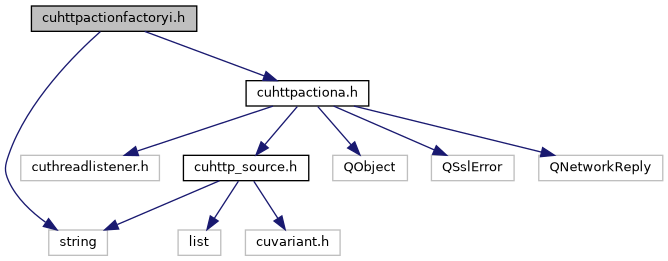 cuhttpactionfactoryi.h
cuhttpactiona.h
cuthreadlistener.h
cuhttp_source.h
QObject
QSslError
QNetworkReply
string
list
cuvariant.h